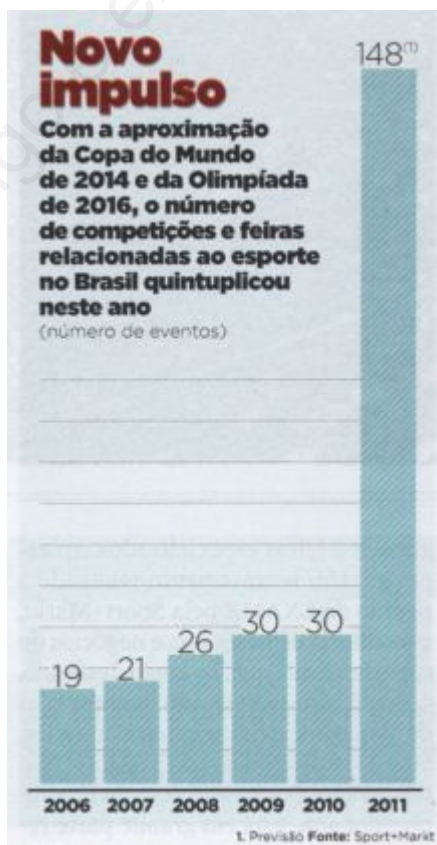 Novo
impulso
Com a aproximação
da Copa do Mundo
de 2014 e da Olimpíada
de 2016, o número
de competições e feiras
relacionadas ao esporte
no Brasil quintuplicou
neste ano
(número de eventos)
148(1)
19 21 26 30 30
2006 2007 2008 2009 2010 2011
1. Previsão Fonte: Sport+Markt